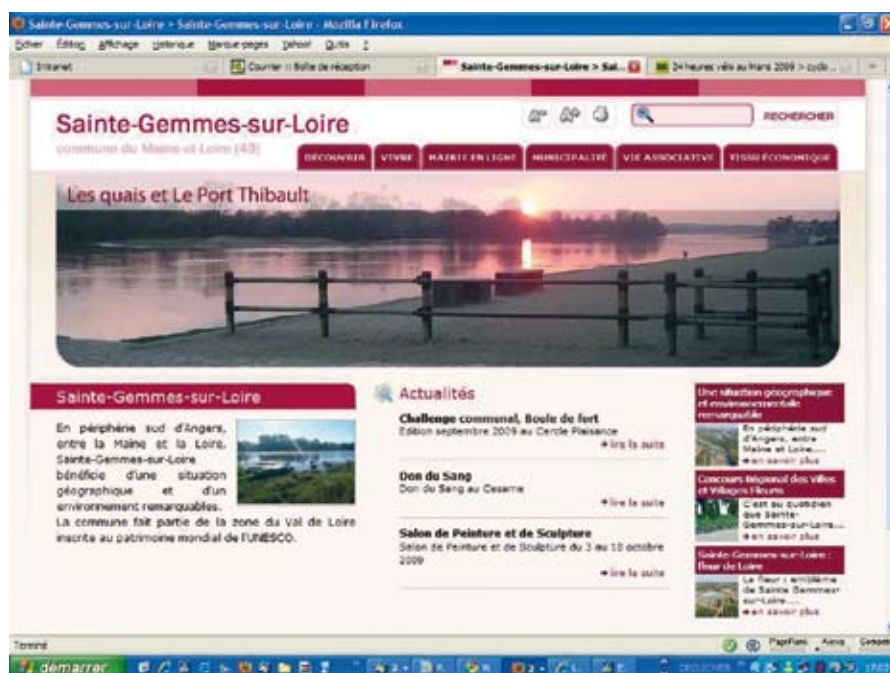 Sainte-Gemmes-sur-Loire > Sainte-Gemmes-sur-Loire - Mozilla Firefox
Fichier Édition Affichage Historique Marque-pages Yahoo! Outils ?
Intranet
Courrier :: Boîte de réception
Sainte-Gemmes-sur-Loire > Sai...
24 heures vélo au Mans 2009 > cyclo ...
Sainte-Gemmes-sur-Loire
RECHERCHER
commune du Maine et Loire (49)
DÉCOUVRIR VIVRE MAIRIE EN LIGNE MUNICIPALITE VIE ASSOCIATIVE TISSU ÉCONOMIQUE
Les quais et Le Port Thibault
Sainte-Gemmes-sur-Loire
En périphérie sud d'Angers,
entre la Maine et la Loire,
Sainte-Gemmes-sur-Loire
bénéficie d'une situation
géographique et d'un
environnement remarquables.
La commune fait partie de la zone du Val de Loire
inscrite au patrimoine mondial de l'UNESCO.
Actualités
Challenge communal, Boule de fort
Edition septembre 2009 au Cercle Plaisance
lire la suite
Don du Sang
Don du Sang au Cesame
lire la suite
Salon de Peinture et de Sculpture
Salon de Peinture et de Sculpture du 3 au 18 octobre
2009
lire la suite
Une situation géographique
et environnementale
remarquable
En périphérie sud
d'Angers, entre
Maine et Loire....
en savoir plus
Concours Régional des Villes
et Villages Fleuris
C'est au quotidien
que Sainte-
Gemmes-sur-Loire...
en savoir plus
Sainte-Gemmes-sur-Loire :
fleur de Loire
La fleur : emblème
de Sainte Gemmes-
sur-Loire....
en savoir plus
Terminé
PageRank Alexa
démarrer